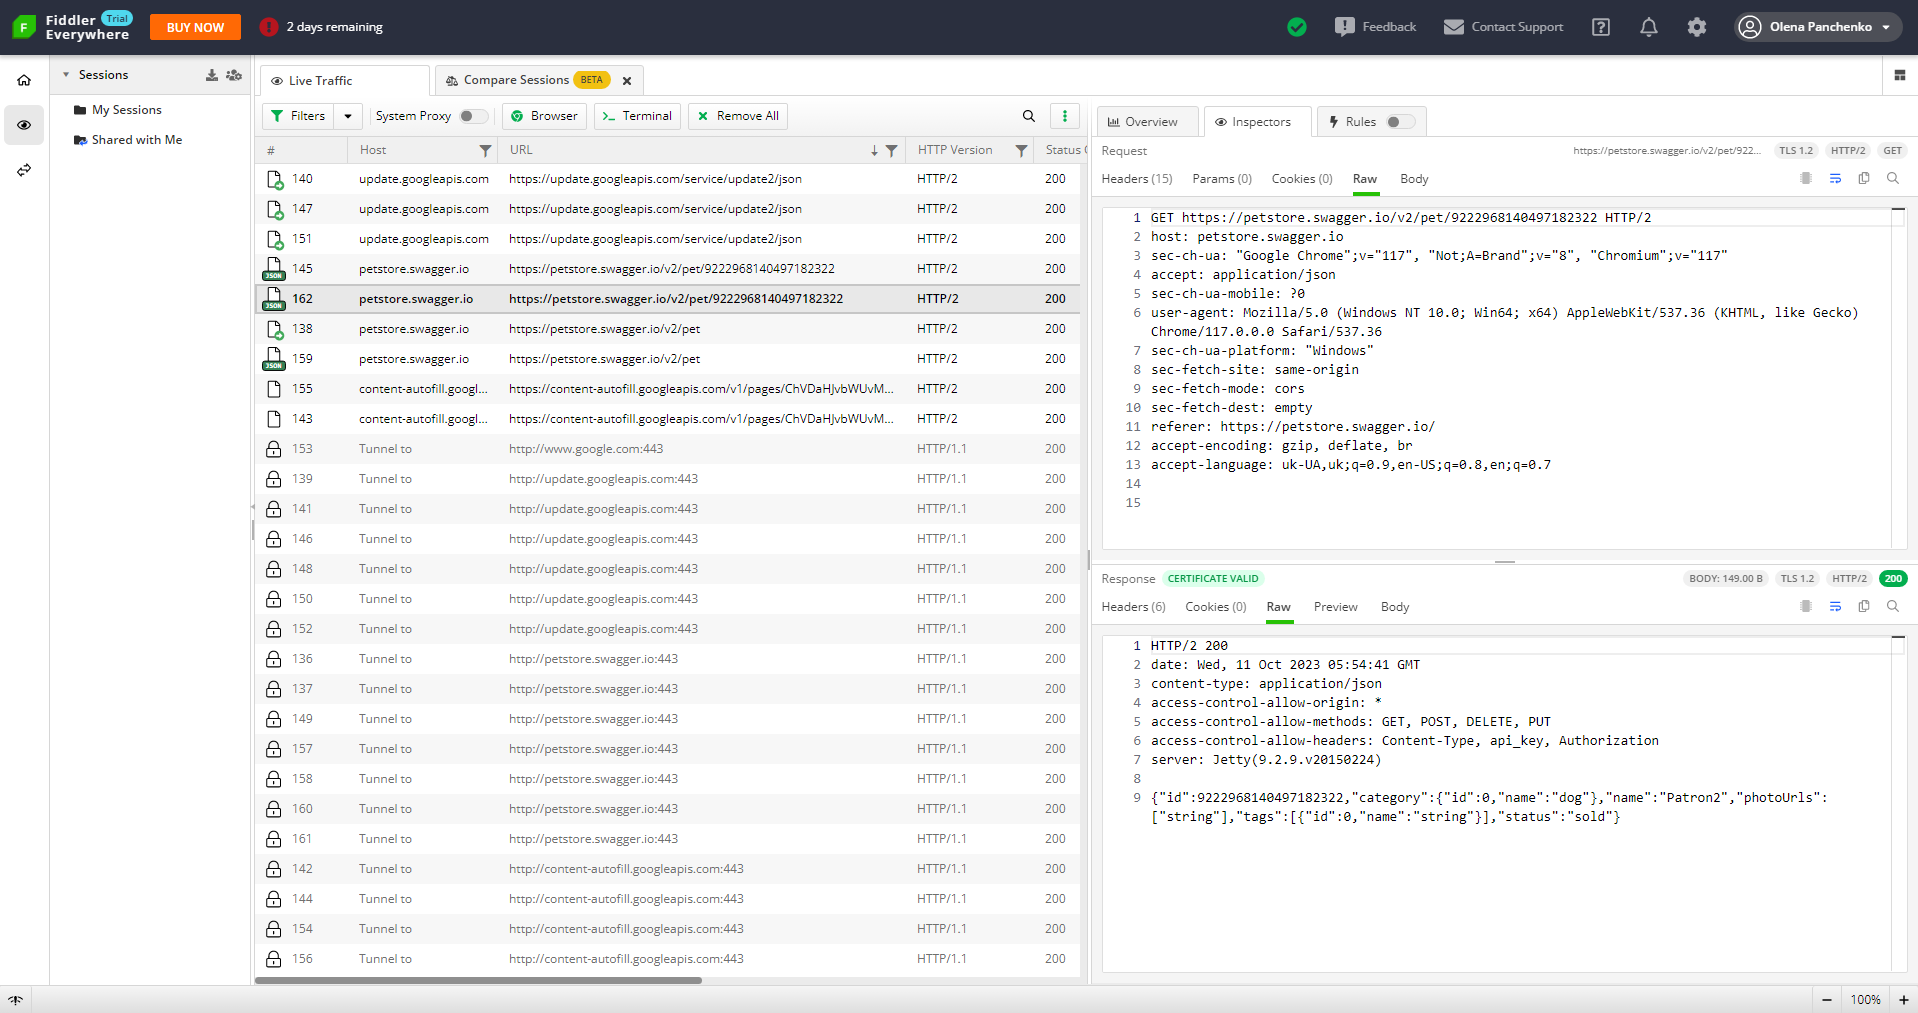 Fiddler Trial
Everywhere
BUY NOW
2 days remaining
Feedback
Contact Support
Olena Panchenko
Sessions
My Sessions
Shared with Me
Live Traffic
Compare Sessions BETA
Filters
System Proxy
Browser
Terminal
Remove All
# Host URL HTTP Version Status C
140 update.googleapis.com https://update.googleapis.com/service/update2/json HTTP/2 200
147 update.googleapis.com https://update.googleapis.com/service/update2/json HTTP/2 200
151 update.googleapis.com https://update.googleapis.com/service/update2/json HTTP/2 200
JSON 145 petstore.swagger.io https://petstore.swagger.io/v2/pet/9222968140497182322 HTTP/2 200
JSON 162 petstore.swagger.io https://petstore.swagger.io/v2/pet/9222968140497182322 HTTP/2 200
138 petstore.swagger.io https://petstore.swagger.io/v2/pet HTTP/2 200
JSON 159 petstore.swagger.io https://petstore.swagger.io/v2/pet HTTP/2 200
155 content-autofill.googl... https://content-autofill.googleapis.com/v1/pages/ChVDaHJvbWUvM... HTTP/2 200
143 content-autofill.googl... https://content-autofill.googleapis.com/v1/pages/ChVDaHJvbWUvM... HTTP/2 200
153 Tunnel to http://www.google.com:443 HTTP/1.1 200
139 Tunnel to http://update.googleapis.com:443 HTTP/1.1 200
141 Tunnel to http://update.googleapis.com:443 HTTP/1.1 200
146 Tunnel to http://update.googleapis.com:443 HTTP/1.1 200
148 Tunnel to http://update.googleapis.com:443 HTTP/1.1 200
150 Tunnel to http://update.googleapis.com:443 HTTP/1.1 200
152 Tunnel to http://update.googleapis.com:443 HTTP/1.1 200
136 Tunnel to http://petstore.swagger.io:443 HTTP/1.1 200
137 Tunnel to http://petstore.swagger.io:443 HTTP/1.1 200
149 Tunnel to http://petstore.swagger.io:443 HTTP/1.1 200
157 Tunnel to http://petstore.swagger.io:443 HTTP/1.1 200
158 Tunnel to http://petstore.swagger.io:443 HTTP/1.1 200
160 Tunnel to http://petstore.swagger.io:443 HTTP/1.1 200
161 Tunnel to http://petstore.swagger.io:443 HTTP/1.1 200
142 Tunnel to http://content-autofill.googleapis.com:443 HTTP/1.1 200
144 Tunnel to http://content-autofill.googleapis.com:443 HTTP/1.1 200
154 Tunnel to http://content-autofill.googleapis.com:443 HTTP/1.1 200
156 Tunnel to http://content-autofill.googleapis.com:443 HTTP/1.1 200
Overview
Inspectors
Rules
Request https://petstore.swagger.io/v2/pet/922... TLS 1.2 HTTP/2 GET
Headers (15) Params (0) Cookies (0) Raw Body
1 GET https://petstore.swagger.io/v2/pet/9222968140497182322 HTTP/2
2 host: petstore.swagger.io
3 sec-ch-ua: "Google Chrome";v="117", "Not;A=Brand";v="8", "Chromium";v="117"
4 accept: application/json
5 sec-ch-ua-mobile: ?0
6 user-agent: Mozilla/5.0 (Windows NT 10.0; Win64; x64) AppleWebKit/537.36 (KHTML, like Gecko)
Chrome/117.0.0.0 Safari/537.36
7 sec-ch-ua-platform: "Windows"
8 sec-fetch-site: same-origin
9 sec-fetch-mode: cors
10 sec-fetch-dest: empty
11 referer: https://petstore.swagger.io/
12 accept-encoding: gzip, deflate, br
13 accept-language: uk-UA,uk;q=0.9,en-US;q=0.8,en;q=0.7
14
15
Response CERTIFICATE VALID BODY: 149.00 B TLS 1.2 HTTP/2 200
Headers (6) Cookies (0) Raw Preview Body
1 HTTP/2 200
2 date: Wed, 11 Oct 2023 05:54:41 GMT
3 content-type: application/json
4 access-control-allow-origin: *
5 access-control-allow-methods: GET, POST, DELETE, PUT
6 access-control-allow-headers: Content-Type, api_key, Authorization
7 server: Jetty(9.2.9.v20150224)
8
9 {"id":9222968140497182322,"category":{"id":0,"name":"dog"},"name":"Patron2","photoUrls":
["string"],"tags":[{"id":0,"name":"string"}],"status":"sold"}
100%